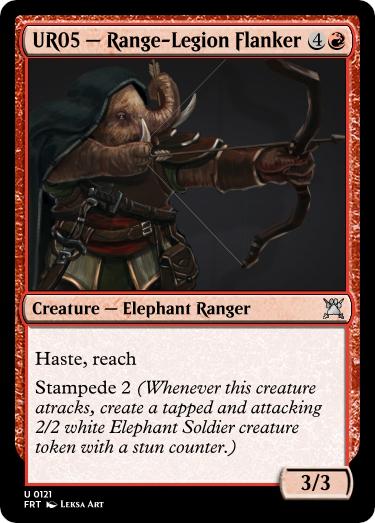 UR05 — Range-Legion Flanker 4
Creature — Elephant Ranger
Haste, reach
Stampede 2 (Whenever this creature
atracks, create a tapped and attacking
2/2 white Elephant Soldier creature
token with a stun counter.)
3/3
U 0121
FRT LEKSA ART